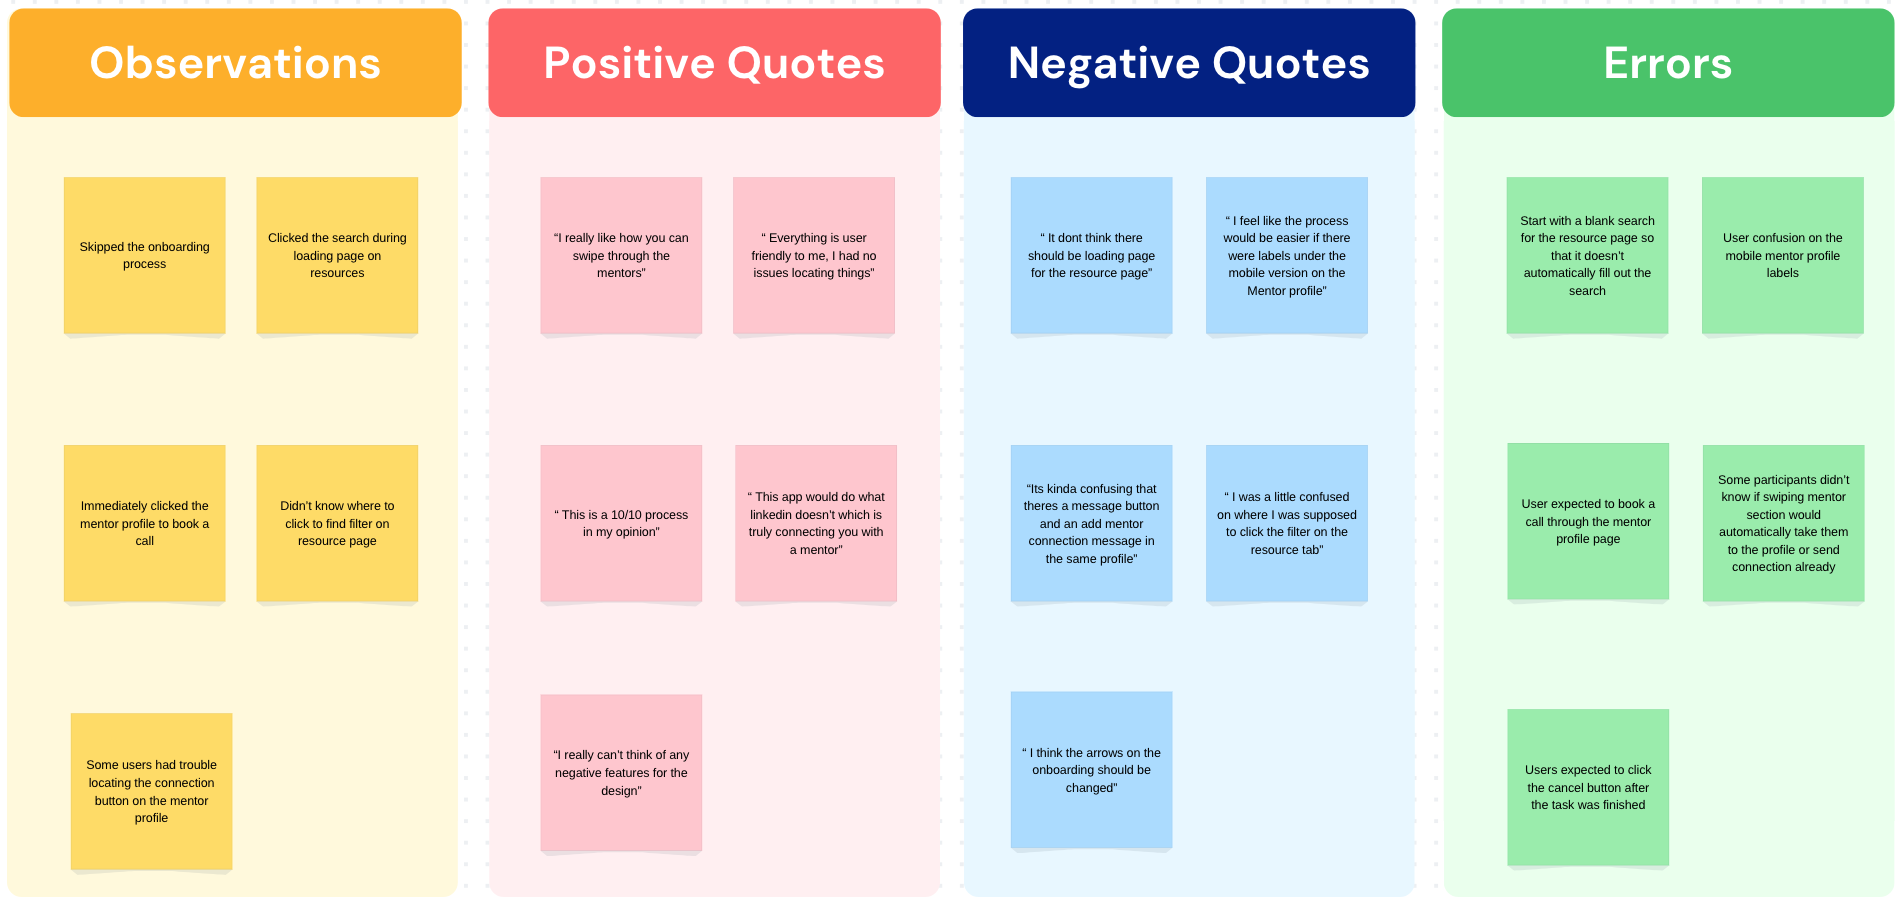 Observations
Skipped the onboarding
process
Clicked the search during
loading page on
resources
Immediately clicked the
mentor profile to book a
call
Didn't know where to
click to find filter on
resource page
Some users had trouble
locating the connection
button on the mentor
profile
Positive Quotes
“I really like how you can
swipe through the
mentors”
“ Everything is user
friendly to me, I had no
issues locating things”
“ This is a 10/10 process
in my opinion”
“ This app would do what
linkedin doesn't which is
truly connecting you with
a mentor”
“I really can't think of any
negative features for the
design”
Negative Quotes
“ It dont think there
should be loading page
for the resource page”
“ I feel like the process
would be easier if there
were labels under the
mobile version on the
Mentor profile”
“Its kinda confusing that
theres a message button
and an add mentor
connection message in
the same profile”
“ I was a little confused
on where I was supposed
to click the filter on the
resource tab”
“ I think the arrows on the
onboarding should be
changed”
Errors
Start with a blank search
for the resource page so
that it doesn't
automatically fill out the
search
User confusion on the
mobile mentor profile
labels
User expected to book a
call through the mentor
profile page
Some participants didn't
know if swiping mentor
section would
automatically take them
to the profile or send
connection already
Users expected to click
the cancel button after
the task was finished